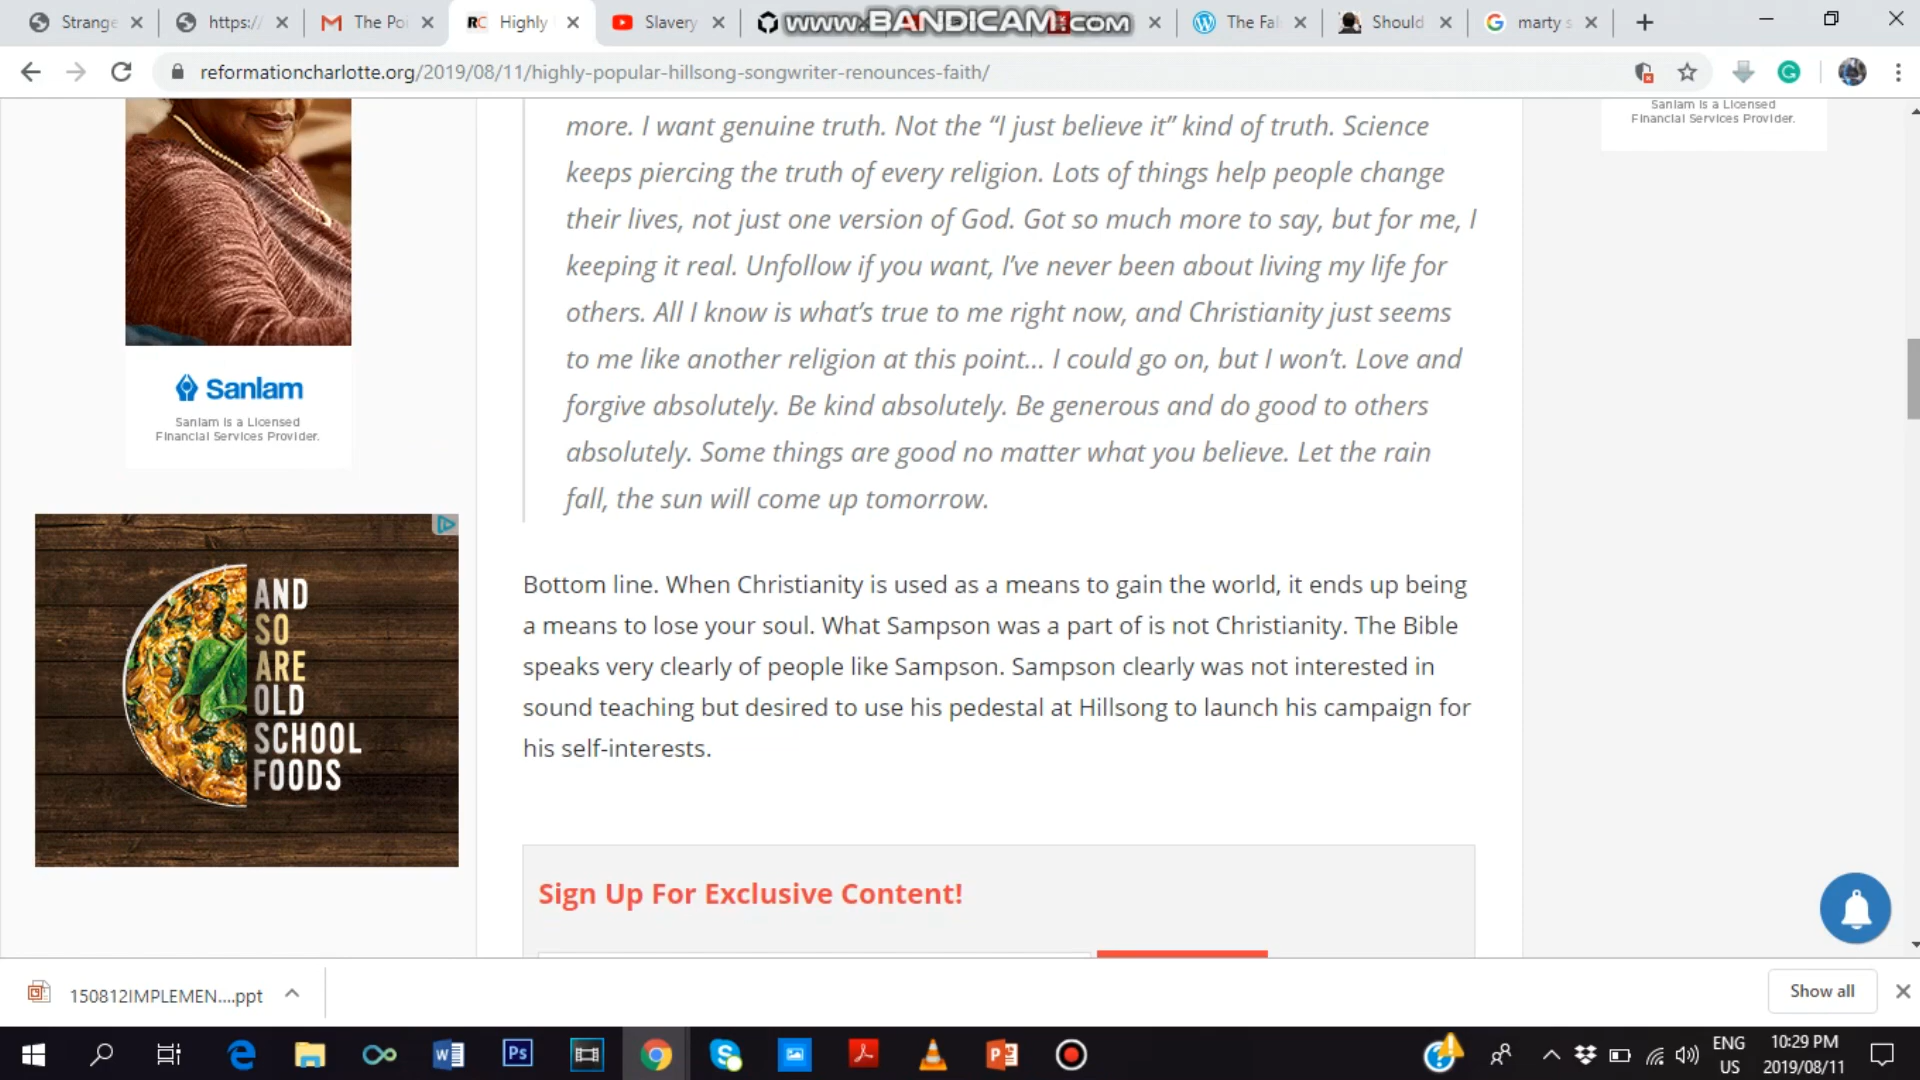 Strange
https:/
The Poi
Highly
Slavery
www.BANDICAM.com
The Fal
Should
marty s
reformationcharlotte.org/2019/08/11/highly-popular-hillsong-songwriter-renounces-faith/
Sanlam is a Licensed
Financial Services Provider.
more. I want genuine truth. Not the “I just believe it” kind of truth. Science
keeps piercing the truth of every religion. Lots of things help people change
their lives, not just one version of God. Got so much more to say, but for me, I
keeping it real. Unfollow if you want, I’ve never been about living my life for
others. All I know is what’s true to me right now, and Christianity just seems
to me like another religion at this point… I could go on, but I won’t. Love and
forgive absolutely. Be kind absolutely. Be generous and do good to others
absolutely. Some things are good no matter what you believe. Let the rain
fall, the sun will come up tomorrow.
Sanlam
Sanlam is a Licensed
Financial Services Provider.
AND
SO
ARE
OLD
SCHOOL
FOODS
Bottom line. When Christianity is used as a means to gain the world, it ends up being
a means to lose your soul. What Sampson was a part of is not Christianity. The Bible
speaks very clearly of people like Sampson. Sampson clearly was not interested in
sound teaching but desired to use his pedestal at Hillsong to launch his campaign for
his self-interests.
Sign Up For Exclusive Content!
150812IMPLEMEN....ppt
Show all
ENG
US
10:29 PM
2019/08/11